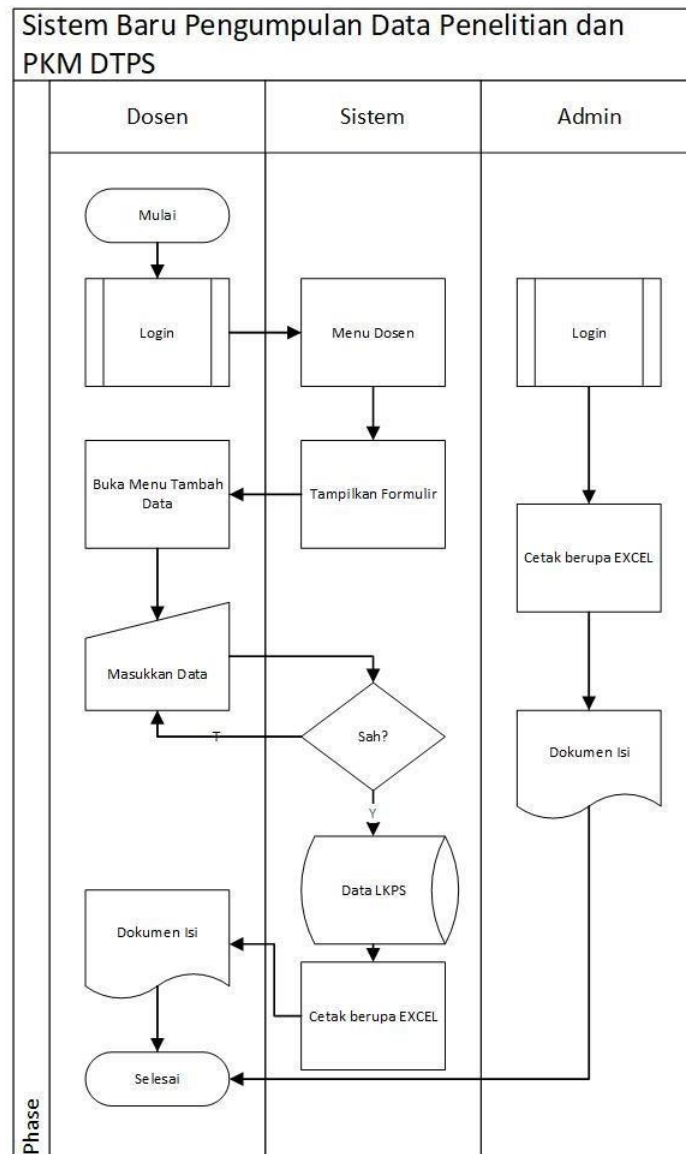 Sistem Baru Pengumpulan Data Penelitian dan
PKM DTPS
Dosen
Sistem
Admin
Mulai
Login
Menu Dosen
Login
Buka Menu Tambah
Data
Tampilkan Formulir
Cetak berupa EXCEL
Masukkan Data
T
Sah?
Dokumen Isi
Y
Data LKPS
Dokumen Isi
Cetak berupa EXCEL
Selesai
Phase